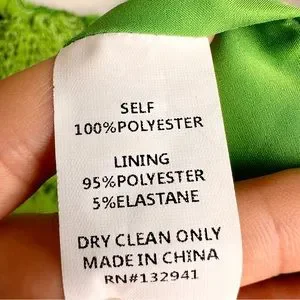 SELF
100%POLYESTER
LINING
95%POLYESTER
5%ELASTANE
DRY CLEAN ONLY
MADE IN CHINA
RN#132941